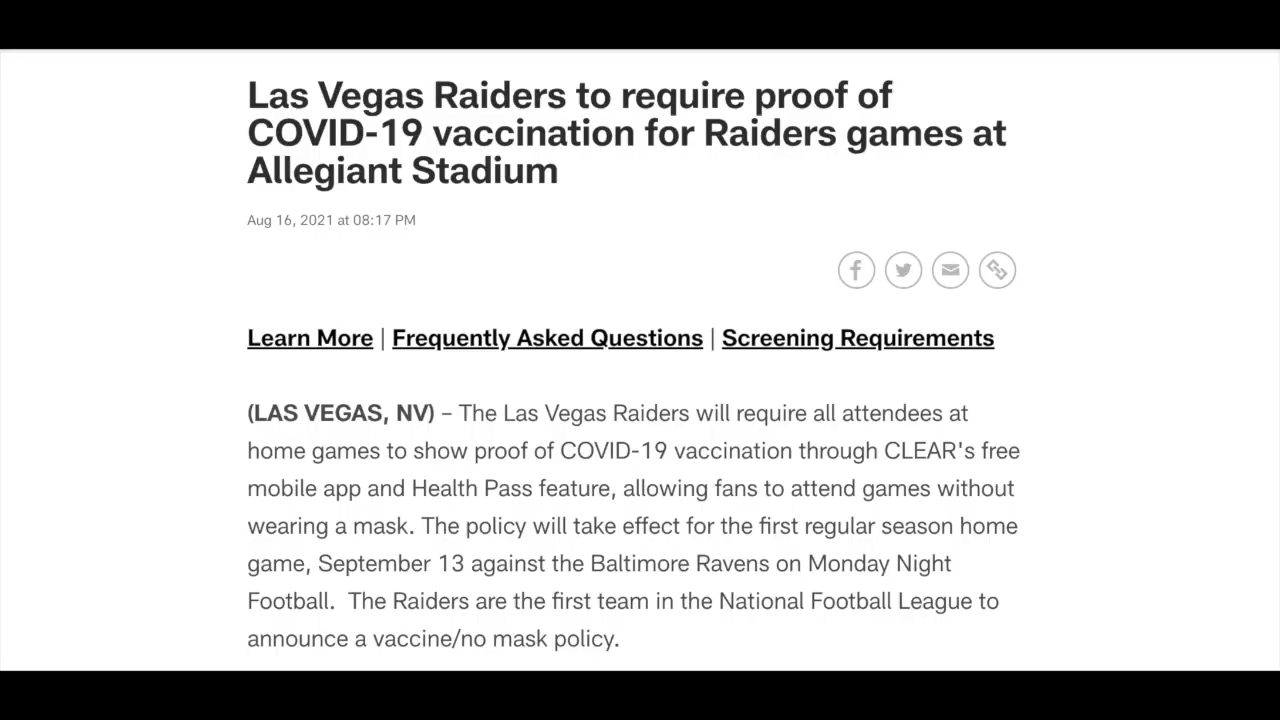 Las Vegas Raiders to require proof of
COVID-19 vaccination for Raiders games at
Allegiant Stadium
Aug 16, 2021 at 08:17 PM
Learn More | Frequently Asked Questions | Screening Requirements
(LAS VEGAS, NV) – The Las Vegas Raiders will require all attendees at
home games to show proof of COVID-19 vaccination through CLEAR's free
mobile app and Health Pass feature, allowing fans to attend games without
wearing a mask. The policy will take effect for the first regular season home
game, September 13 against the Baltimore Ravens on Monday Night
Football.  The Raiders are the first team in the National Football League to
announce a vaccine/no mask policy.